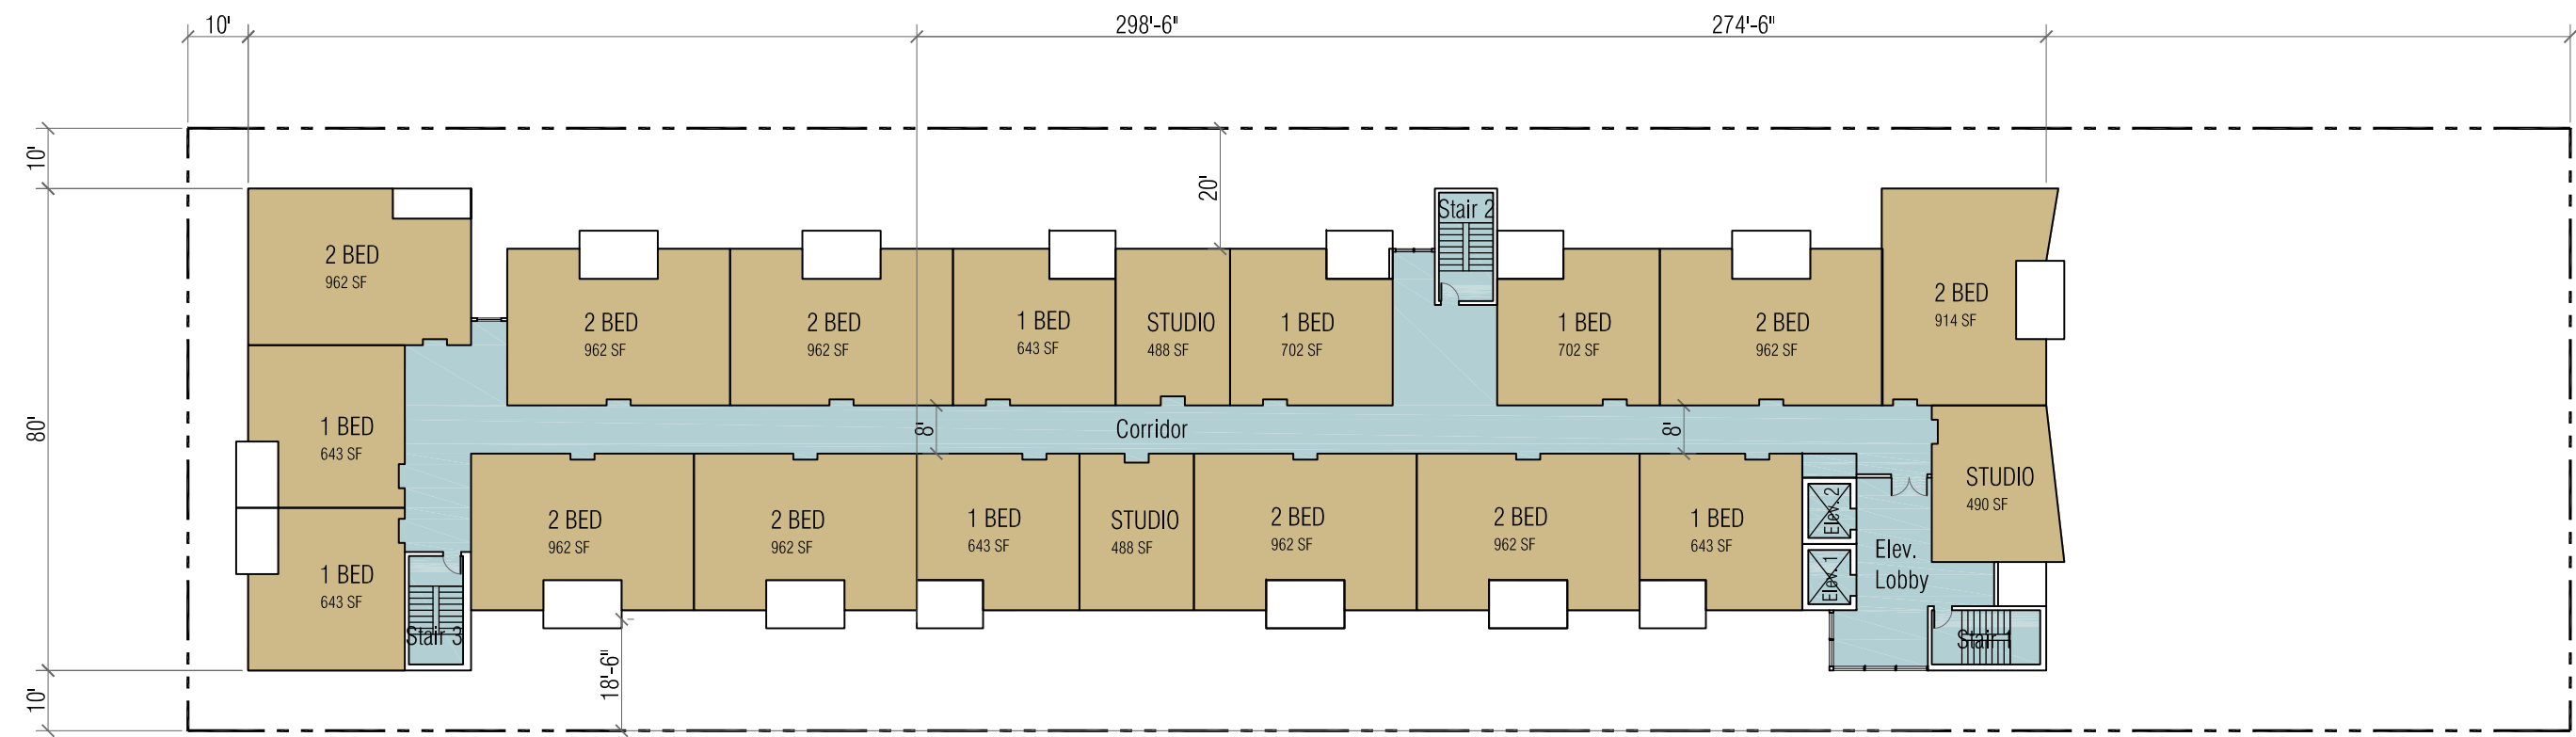 10'
298'-6"
274'-6"
10'
20'
Stair 2
2 BED
962 SF
2 BED
962 SF
2 BED
962 SF
1 BED
643 SF
STUDIO
488 SF
1 BED
702 SF
1 BED
702 SF
2 BED
962 SF
2 BED
914 SF
80'
1 BED
643 SF
8'
Corridor
8'
STUDIO
490 SF
2 BED
962 SF
2 BED
962 SF
1 BED
643 SF
STUDIO
488 SF
2 BED
962 SF
2 BED
962 SF
1 BED
643 SF
Elev. 2
Elev.
Lobby
Elev. 1
1 BED
643 SF
Stair 3
Stair 1
18'-6"
10'